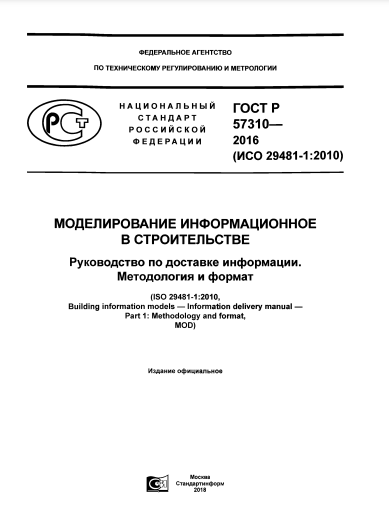 ФЕДЕРАЛЬНОЕ АГЕНТСТВО
ПО ТЕХНИЧЕСКОМУ РЕГУЛИРОВАНИЮ И МЕТРОЛОГИИ
НАЦИОНАЛЬНЫЙ
СТАНДАРТ
РОССИЙСКОЙ
ФЕДЕРАЦИИ
ГОСТ Р
57310—
2016
(ИСО 29481-1:2010)
МОДЕЛИРОВАНИЕ ИНФОРМАЦИОННОЕ
В СТРОИТЕЛЬСТВЕ
Руководство по доставке информации.
Методология и формат
(ISO 29481-1:2010,
Building information models — Information delivery manual —
Part 1: Methodology and format,
MOD)
Издание официальное
Москва
Стандартинформ
2018